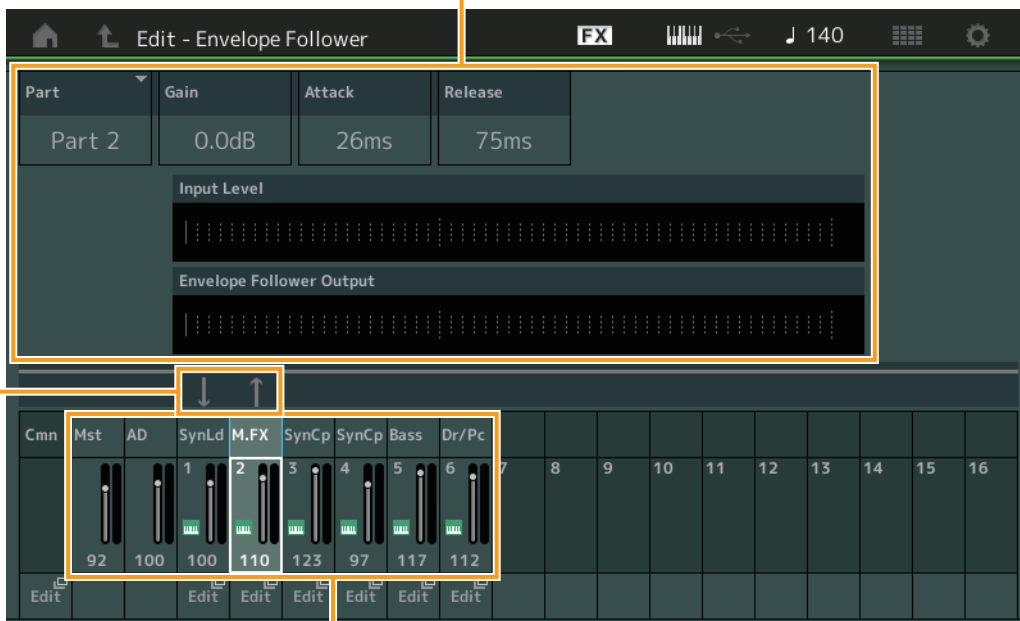 Edit - Envelope Follower FX 140
Part Gain Attack Release
Part 2 0.0dB 26ms 75ms
Input Level
Envelope Follower Output
Cmn Mst AD SynLd M.FX SynCp SynCp Bass Dr/Pc
1 2 3 4 5 6 7 8 9 10 11 12 13 14 15 16
92 100 100 110 123 97 117 112
Edit Edit Edit Edit Edit Edit Edit